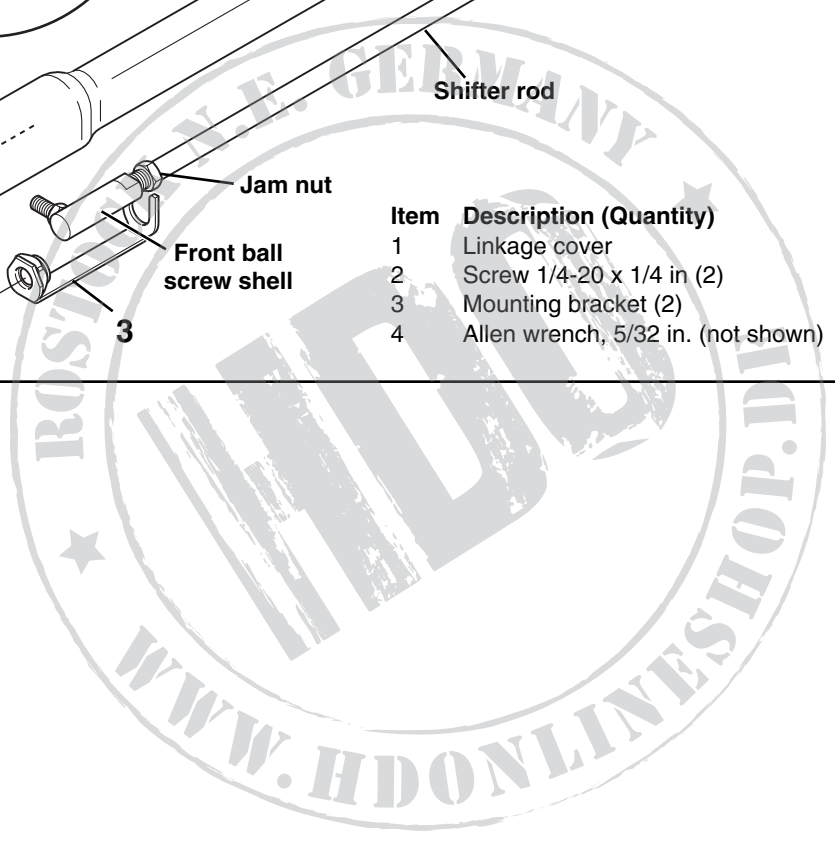 Shifter rod
Jam nut
Front ball
screw shell
3
Item Description (Quantity)
1 Linkage cover
2 Screw 1/4-20 x 1/4 in (2)
3 Mounting bracket (2)
4 Allen wrench, 5/32 in. (not shown)
ROSTOCK N.E. GERMANY
HDO
WWW.HDONLINESHOP.DE